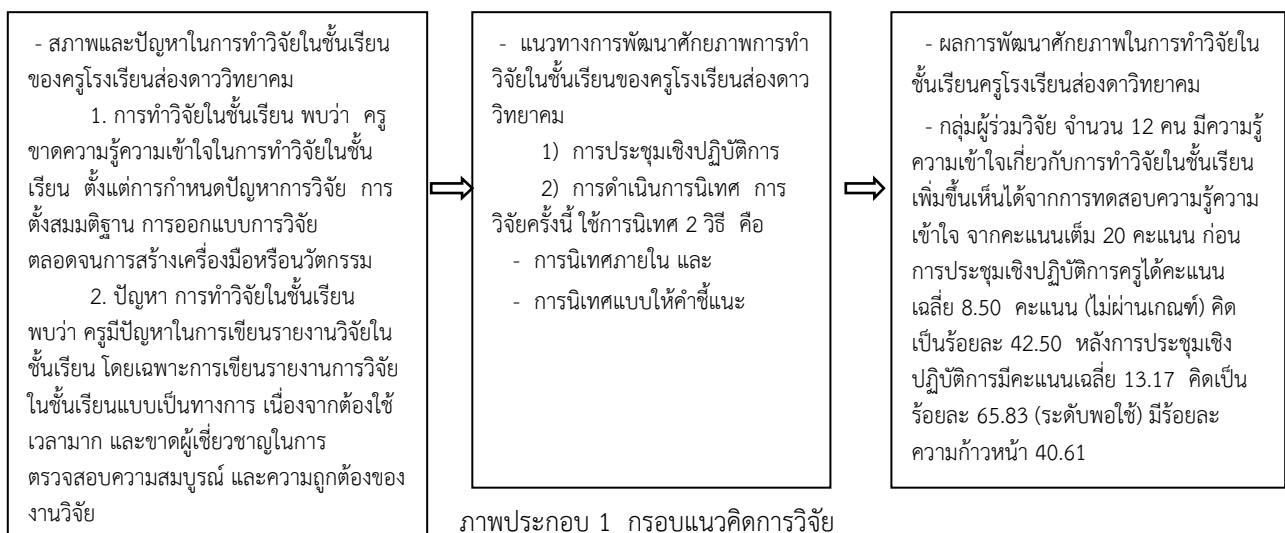 - สภาพและปัญหาในการทำวิจัยในชั้นเรียน
ของครูโรงเรียนส่องดาววิทยาคม
1. การทำวิจัยในชั้นเรียน พบว่า ครู
ขาดความรู้ความเข้าใจในการทำวิจัยในชั้น
เรียน ตั้งแต่การกำหนดปัญหาการวิจัย การ
ตั้งสมมติฐาน การออกแบบการวิจัย
ตลอดจนการสร้างเครื่องมือหรือนวัตกรรม
2. ปัญหา การทำวิจัยในชั้นเรียน
พบว่า ครูมีปัญหาในการเขียนรายงานวิจัยใน
ชั้นเรียน โดยเฉพาะการเขียนรายงานการวิจัย
ในชั้นเรียนแบบเป็นทางการ เนื่องจากต้องใช้
เวลามาก และขาดผู้เชี่ยวชาญในการ
ตรวจสอบความสมบูรณ์ และความถูกต้องของ
งานวิจัย
- แนวทางการพัฒนาศักยภาพการทำ
วิจัยในชั้นเรียนของครูโรงเรียนส่องดาว
วิทยาคม
1) การประชุมเชิงปฏิบัติการ
2) การดำเนินการนิเทศ การ
วิจัยครั้งนี้ ใช้การนิเทศ 2 วิธี คือ
- การนิเทศภายใน และ
- การนิเทศแบบให้คำชี้แนะ
- ผลการพัฒนาศักยภาพในการทำวิจัยใน
ชั้นเรียนครูโรงเรียนส่องดาววิทยาคม
- กลุ่มผู้ร่วมวิจัย จำนวน 12 คน มีความรู้
ความเข้าใจเกี่ยวกับการทำวิจัยในชั้นเรียน
เพิ่มขึ้นเห็นได้จากการทดสอบความรู้ความ
เข้าใจ จากคะแนนเต็ม 20 คะแนน ก่อน
การประชุมเชิงปฏิบัติการครูได้คะแนน
เฉลี่ย 8.50 คะแนน (ไม่ผ่านเกณฑ์) คิด
เป็นร้อยละ 42.50 หลังการประชุมเชิง
ปฏิบัติการมีคะแนนเฉลี่ย 13.17 คิดเป็น
ร้อยละ 65.83 (ระดับพอใช้) มีร้อยละ
ความก้าวหน้า 40.61
ภาพประกอบ 1 กรอบแนวคิดการวิจัย